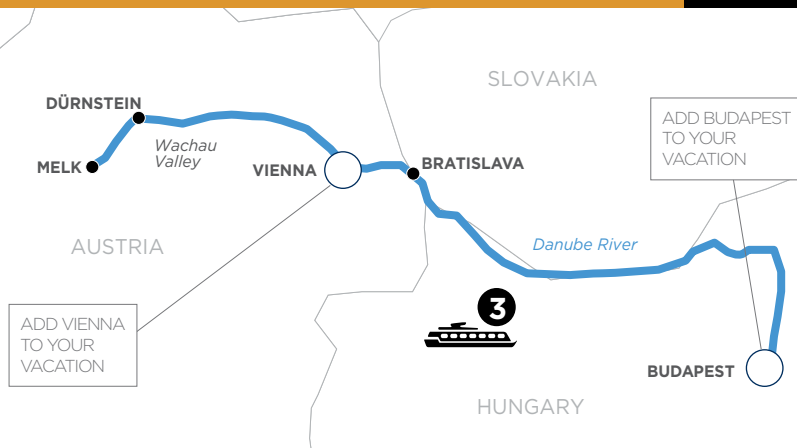 SLOVAKIA
DÜRNSTEIN
ADD BUDAPEST
TO YOUR
VACATION
Wachau
Valley
MELK
VIENNA
BRATISLAVA
AUSTRIA
Danube River
ADD VIENNA
TO YOUR
VACATION
3
BUDAPEST
HUNGARY